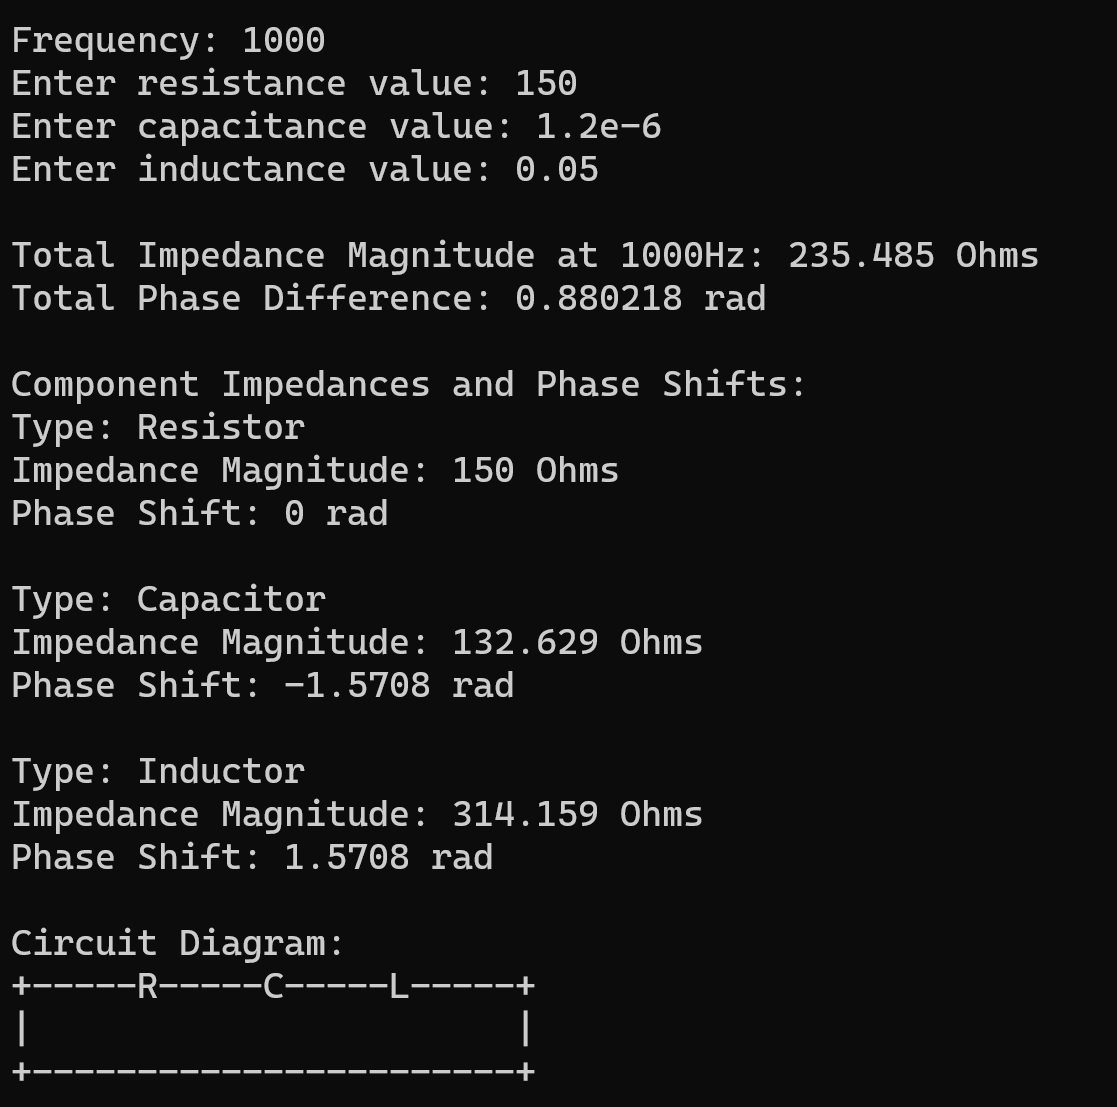 Frequency: 1000
Enter resistance value: 150
Enter capacitance value: 1.2e-6
Enter inductance value: 0.05

Total Impedance Magnitude at 1000Hz: 235.485 Ohms
Total Phase Difference: 0.880218 rad

Component Impedances and Phase Shifts:
Type: Resistor
Impedance Magnitude: 150 Ohms
Phase Shift: 0 rad

Type: Capacitor
Impedance Magnitude: 132.629 Ohms
Phase Shift: -1.5708 rad

Type: Inductor
Impedance Magnitude: 314.159 Ohms
Phase Shift: 1.5708 rad

Circuit Diagram:
+-----R-----C-----L-----+
|                       |
+-----------------------+